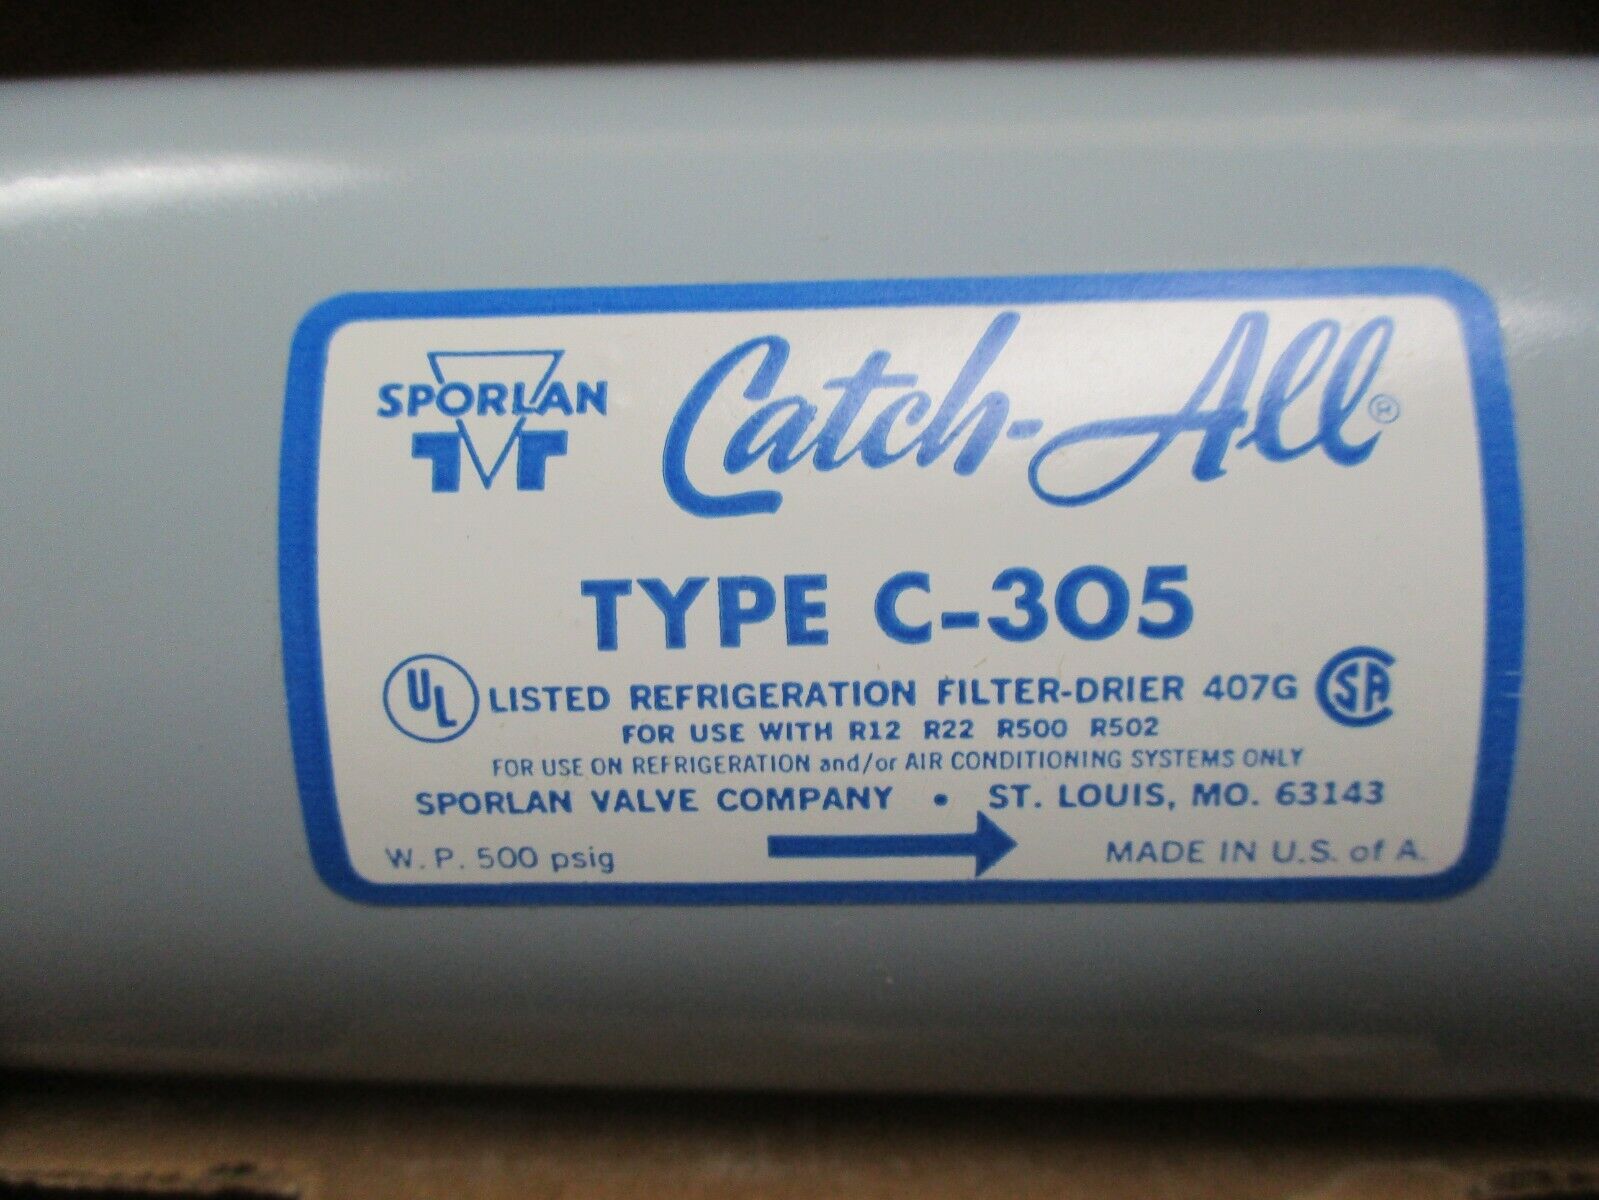 SPORLAN
Catch-All®
TYPE C-305
UL LISTED REFRIGERATION FILTER-DRIER 407G SA
FOR USE WITH R12 R22 R500 R502
FOR USE ON REFRIGERATION and/or AIR CONDITIONING SYSTEMS ONLY
SPORLAN VALVE COMPANY • ST. LOUIS, MO. 63143
W.P. 500 psig MADE IN U.S. of A.